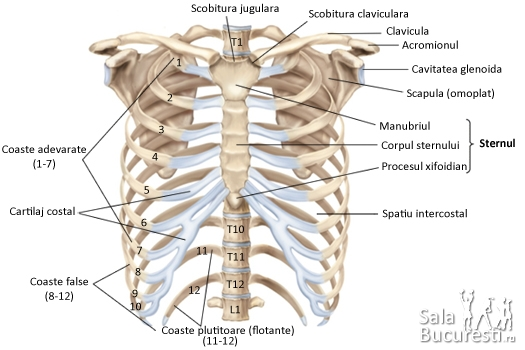 Scobitura jugulara
Scobitura claviculara
Clavicula
Acromionul
Cavitatea glenoida
Scapula (omoplat)
Manubriul
Corpul sternului
Sternul
Procesul xifoidian
Spatiu intercostal
Coaste adevarate
(1-7)
Cartilaj costal
Coaste false
(8-12)
Coaste plutitoare (flotante)
(11-12)
T1
1
2
3
4
5
6
7
8
9
10
11
12
T10
T11
T12
L1
Sala
Bucuresti.ro